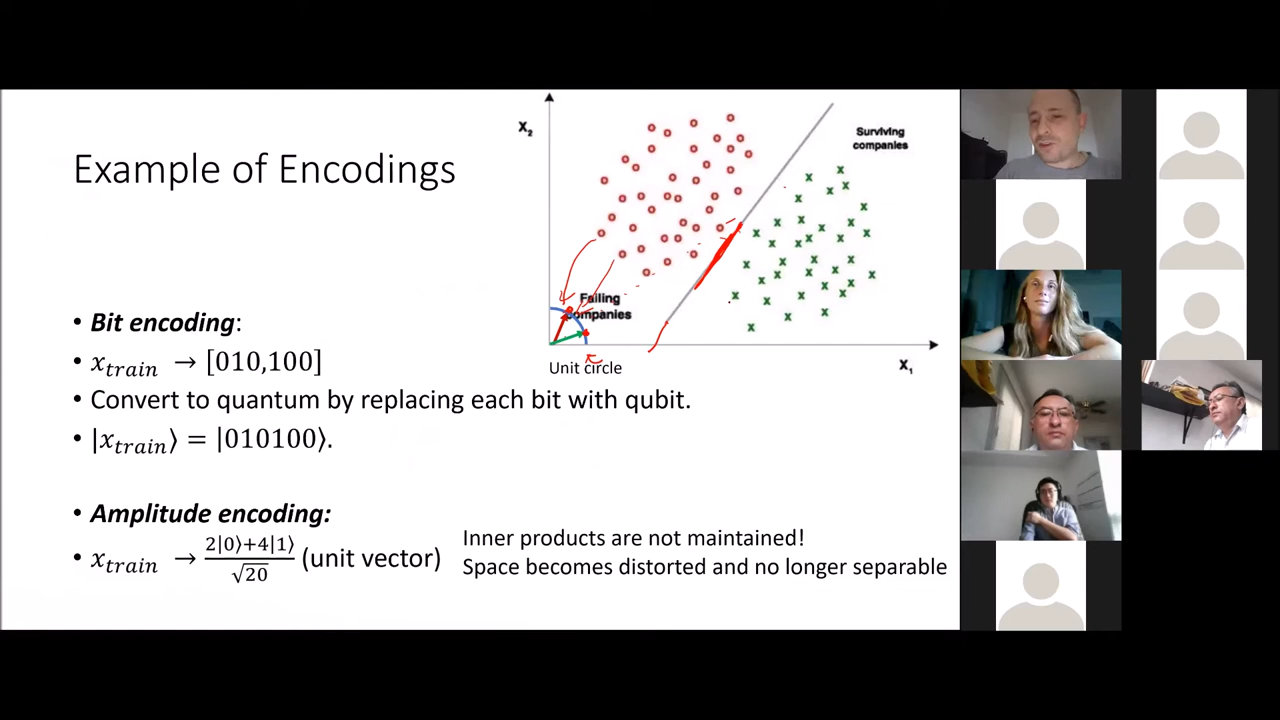 Example of Encodings
X₂
Surviving
companies
Failing
companies
Unit circle
X₁
• Bit encoding:
• x_train → [010,100]
• Convert to quantum by replacing each bit with qubit.
• |x_train⟩ = |010100⟩.
• Amplitude encoding:
• x_train → (2|0⟩+4|1⟩)/√20 (unit vector)
Inner products are not maintained!
Space becomes distorted and no longer separable